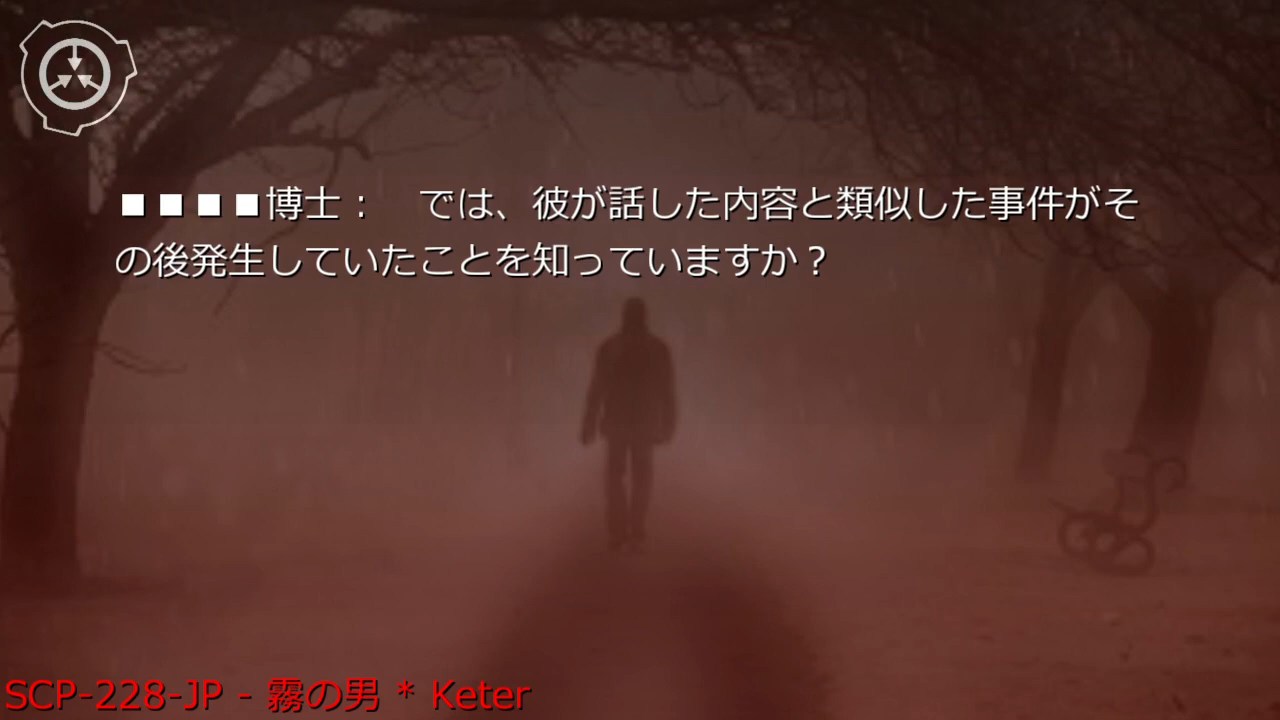 ■■■■博士：　では、彼が話した内容と類似した事件がそ
の後発生していたことを知っていますか？
SCP-228-JP - 霧の男 * Keter